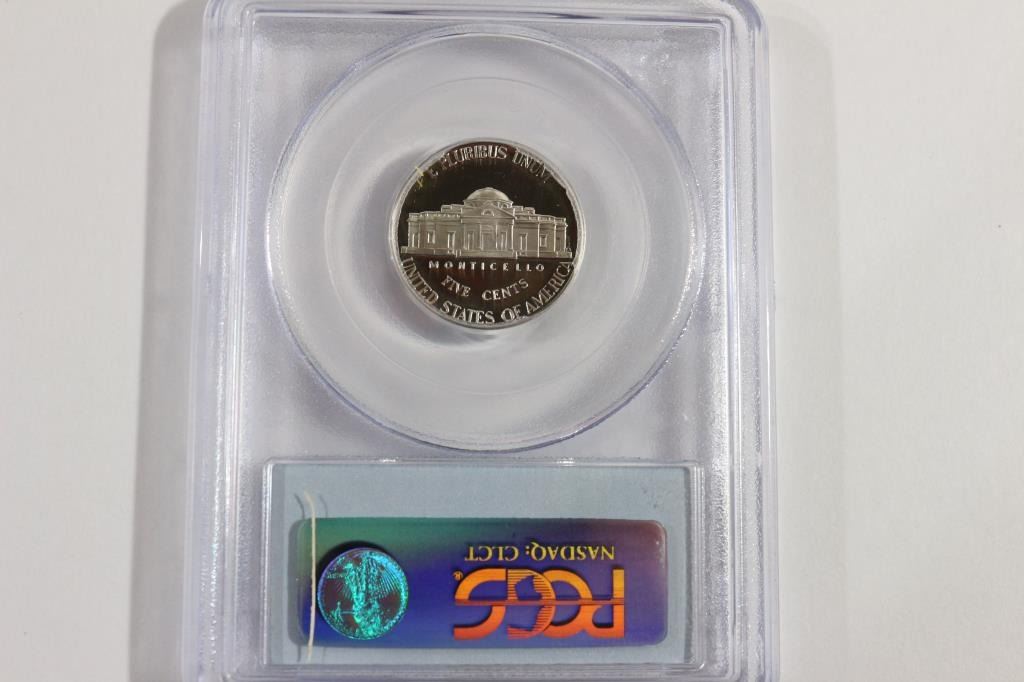 E PLURIBUS UNUM
MONTICELLO
FIVE CENTS
UNITED STATES OF AMERICA
PCGS®
NASDAQ: CLCT